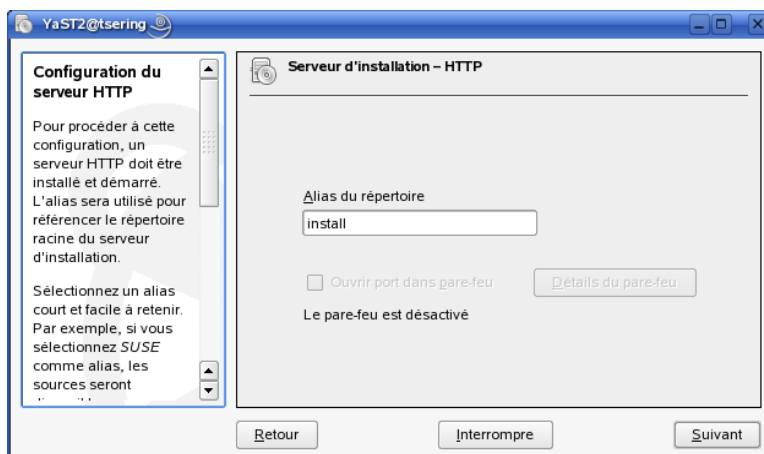 YaST2@tsering
Configuration du
serveur HTTP
Pour procéder à cette
configuration, un
serveur HTTP doit être
installé et démarré.
L'alias sera utilisé pour
référencer le répertoire
racine du serveur
d'installation.
Sélectionnez un alias
court et facile à retenir.
Par exemple, si vous
sélectionnez SUSE
comme alias, les
sources seront
Serveur d'installation – HTTP
Alias du répertoire
install
Ouvrir port dans pare-feu
Détails du pare-feu
Le pare-feu est désactivé
Retour
Interrompre
Suivant